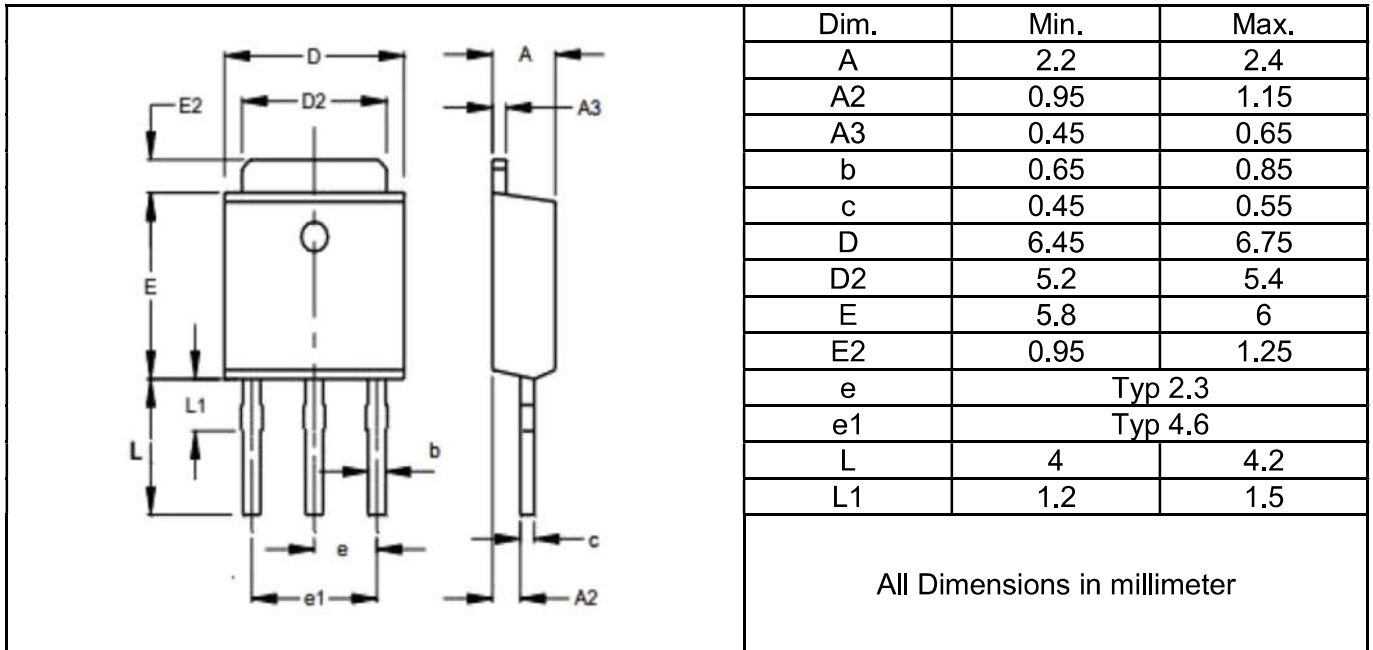 D
A
E2
D2
A3
E
L1
L
b
e
c
e1
A2
Dim. Min. Max.
A 2.2 2.4
A2 0.95 1.15
A3 0.45 0.65
b 0.65 0.85
c 0.45 0.55
D 6.45 6.75
D2 5.2 5.4
E 5.8 6
E2 0.95 1.25
e Typ 2.3
e1 Typ 4.6
L 4 4.2
L1 1.2 1.5
All Dimensions in millimeter